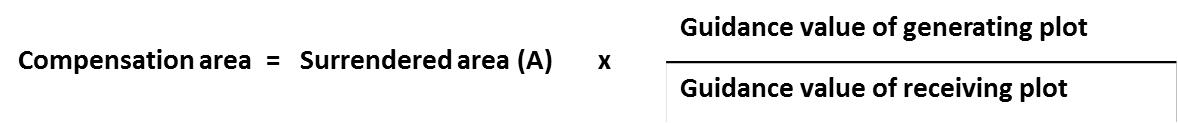 Guidance value of generating plot
Compensation area = Surrendered area (A) x
Guidance value of receiving plot